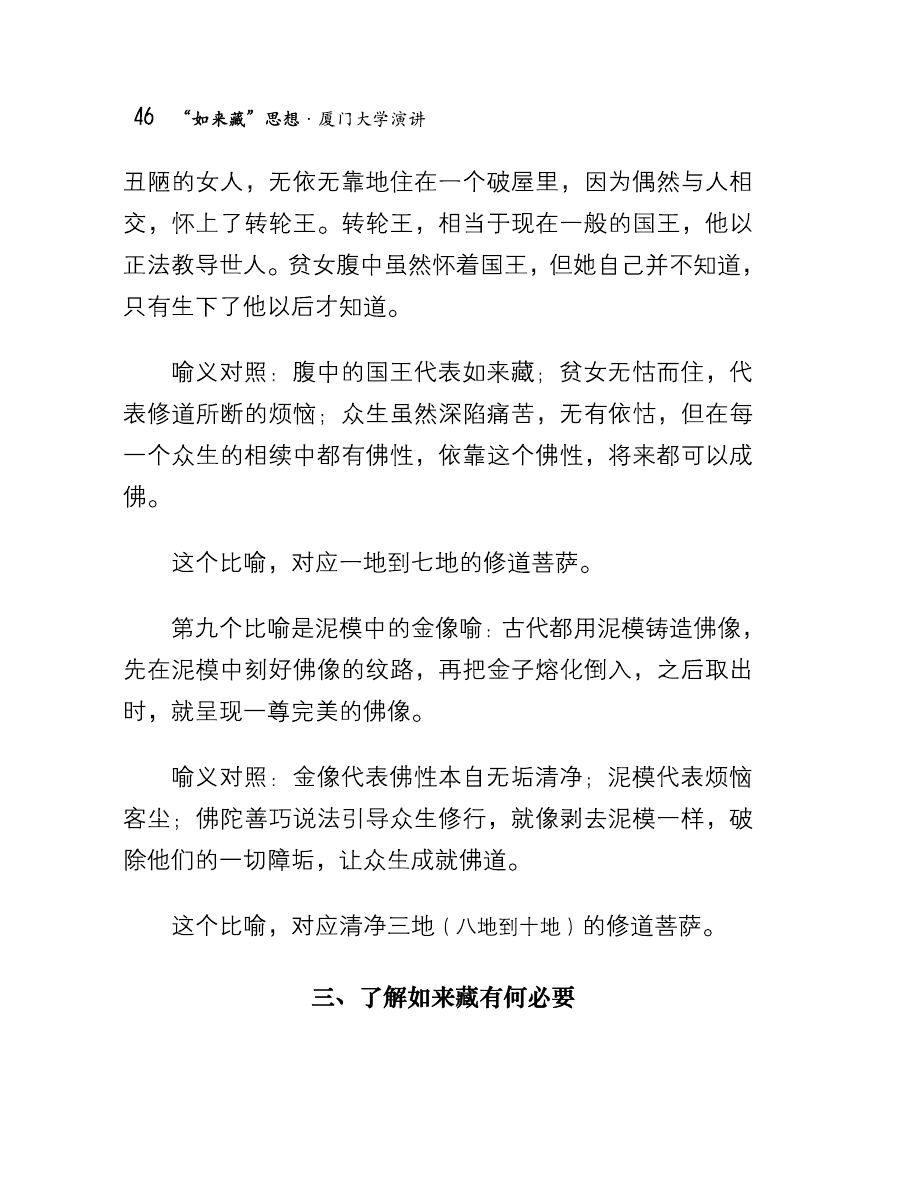 46 “如来藏”思想·厦门大学演讲
丑陋的女人，无依无靠地住在一个破屋里，因为偶然与人相
交，怀上了转轮王。转轮王，相当于现在一般的国王，他以
正法教导世人。贫女腹中虽然怀着国王，但她自己并不知道，
只有生下了他以后才知道。
喻义对照：腹中的国王代表如来藏；贫女无怙而住，代
表修道所断的烦恼；众生虽然深陷痛苦，无有依怙，但在每
一个众生的相续中都有佛性，依靠这个佛性，将来都可以成
佛。
这个比喻，对应一地到七地的修道菩萨。
第九个比喻是泥模中的金像喻：古代都用泥模铸造佛像，
先在泥模中刻好佛像的纹路，再把金子熔化倒入，之后取出
时，就呈现一尊完美的佛像。
喻义对照：金像代表佛性本自无垢清净；泥模代表烦恼
客尘；佛陀善巧说法引导众生修行，就像剥去泥模一样，破
除他们的一切障垢，让众生成就佛道。
这个比喻，对应清净三地（八地到十地）的修道菩萨。
三、了解如来藏有何必要